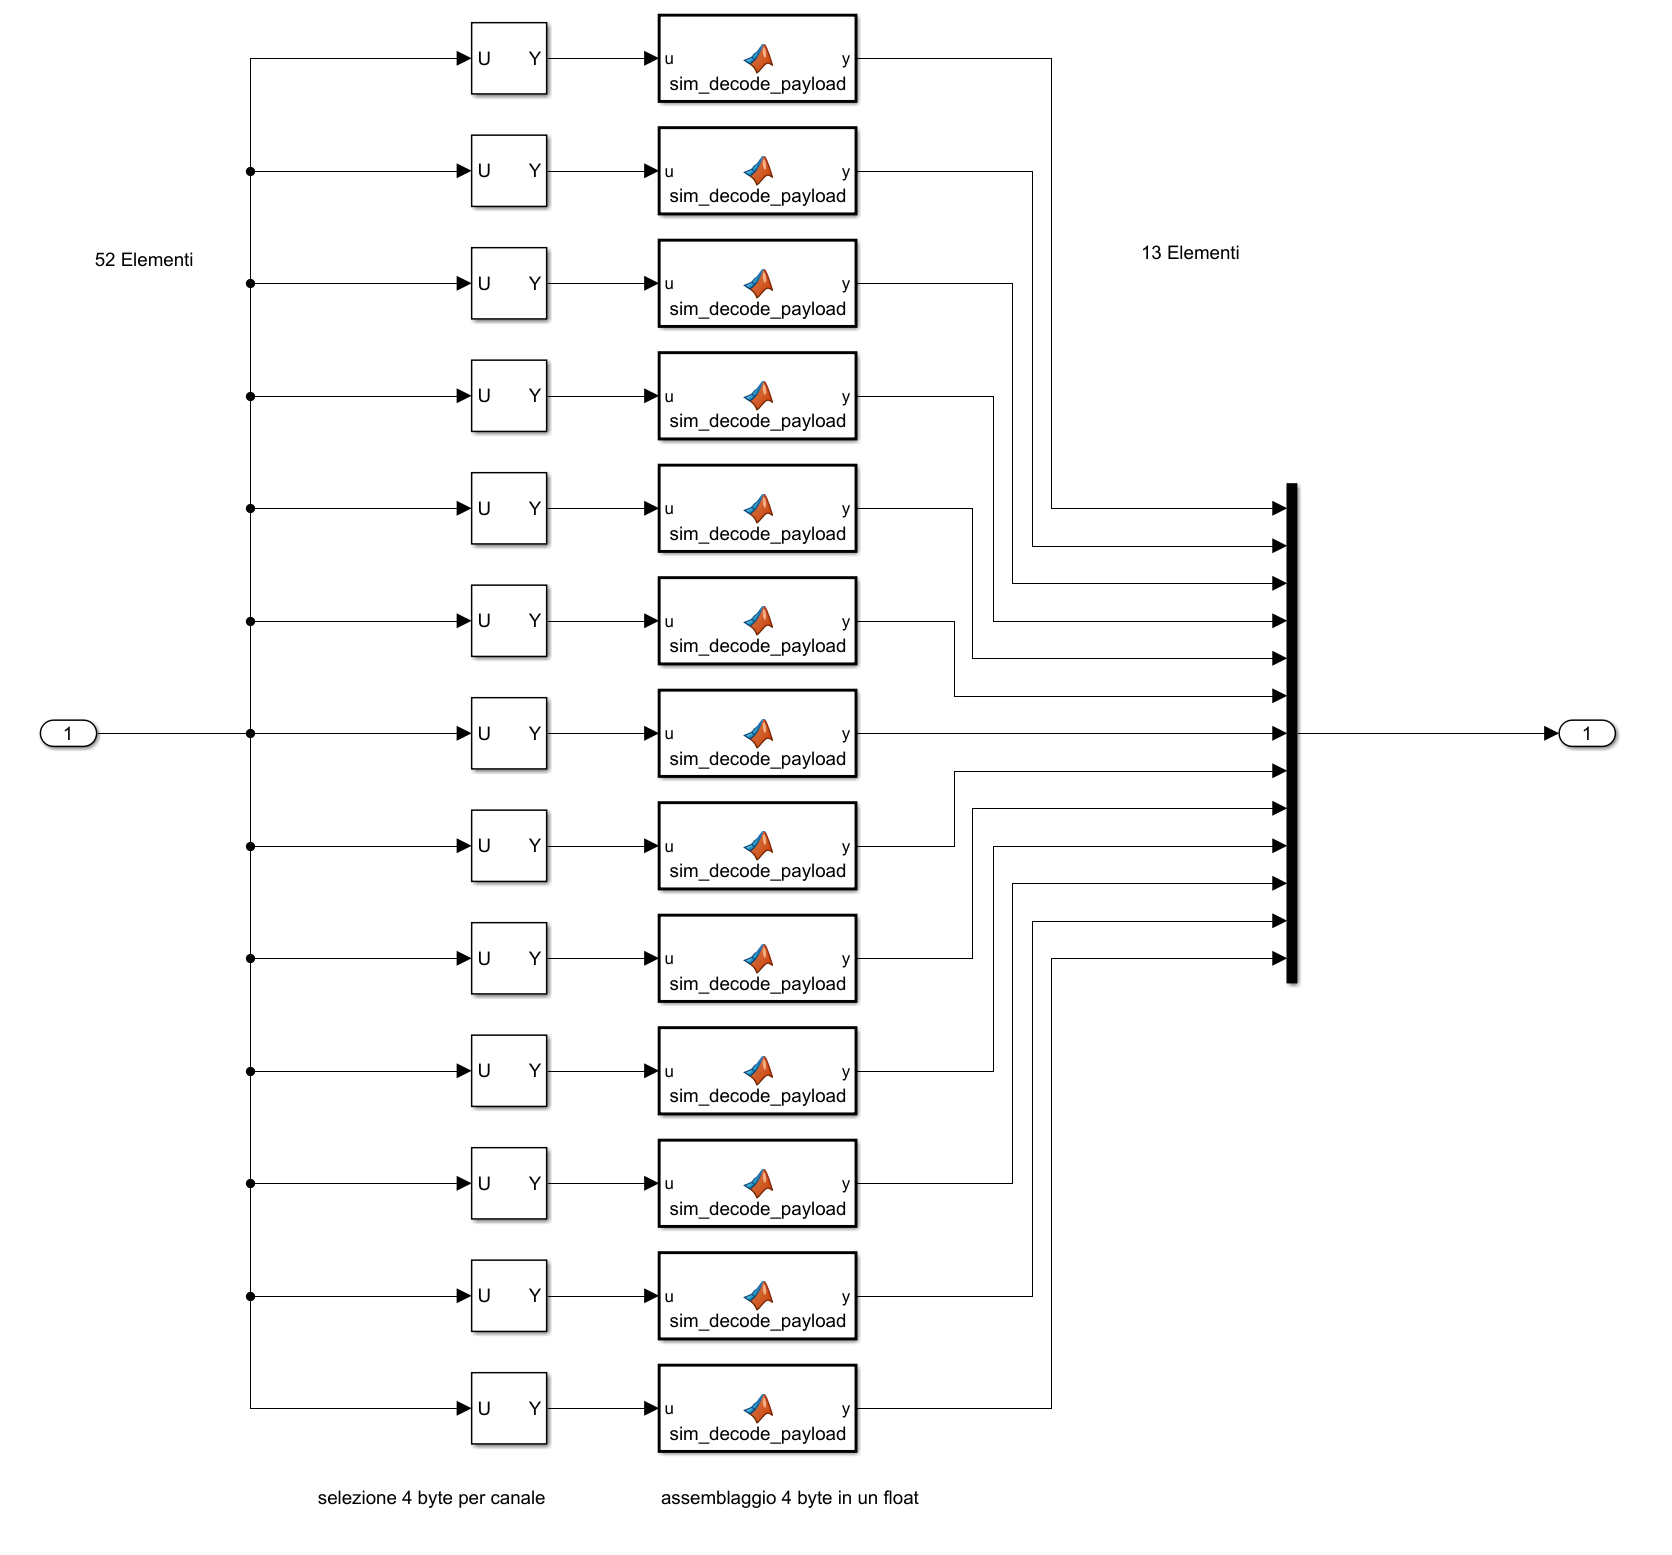 U Y
u y
sim_decode_payload
U Y
u y
sim_decode_payload
52 Elementi
13 Elementi
U Y
u y
sim_decode_payload
U Y
u y
sim_decode_payload
U Y
u y
sim_decode_payload
U Y
u y
sim_decode_payload
1
U Y
u y
1
sim_decode_payload
U Y
u y
sim_decode_payload
U Y
u y
sim_decode_payload
U Y
u y
sim_decode_payload
U Y
u y
sim_decode_payload
U Y
u y
sim_decode_payload
U Y
u y
sim_decode_payload
selezione 4 byte per canale
assemblaggio 4 byte in un float